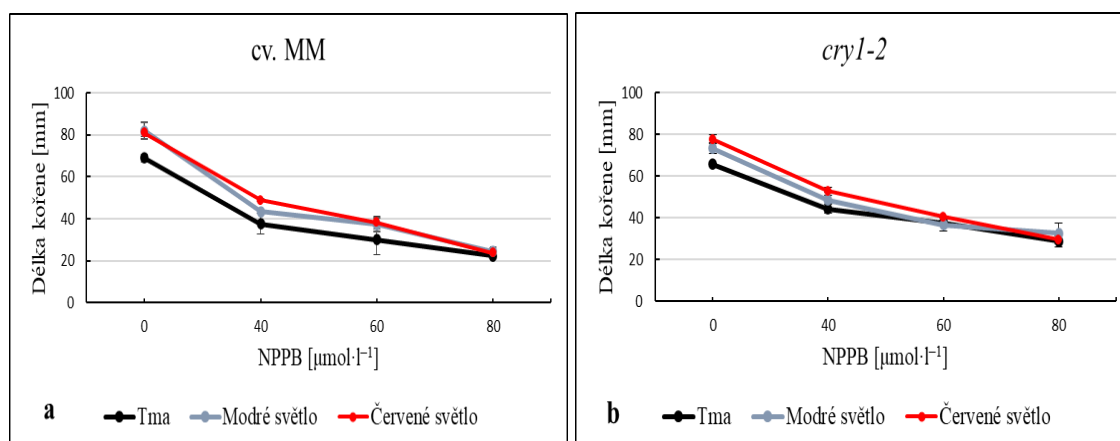 cv. MM
Délka kořene [mm]
100
80
60
40
20
0
0 40 60 80
NPPB [µmol·l⁻¹]
a Tma Modré světlo Červené světlo
cry1-2
Délka kořene [mm]
100
80
60
40
20
0
0 40 60 80
NPPB [µmol·l⁻¹]
b Tma Modré světlo Červené světlo